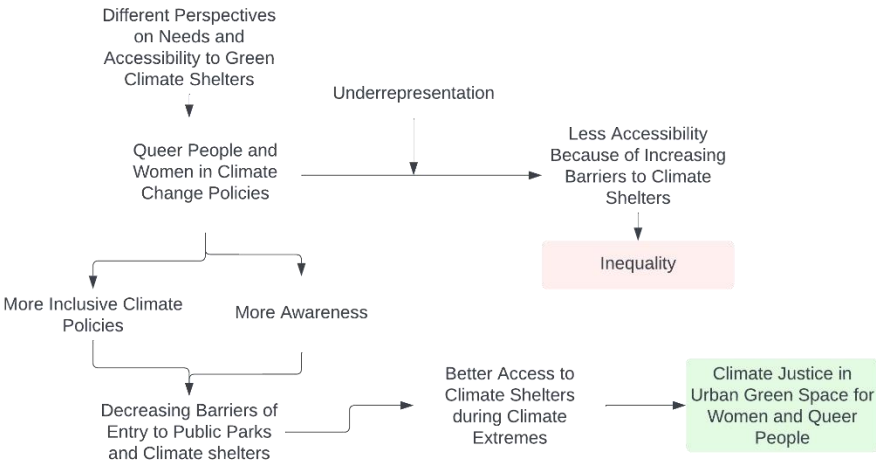 Different Perspectives
on Needs and
Accessibility to Green
Climate Shelters
Underrepresentation
Queer People and
Women in Climate
Change Policies
Less Accessibility
Because of Increasing
Barriers to Climate
Shelters
Inequality
More Inclusive Climate
Policies
More Awareness
Decreasing Barriers of
Entry to Public Parks
and Climate shelters
Better Access to
Climate Shelters
during Climate
Extremes
Climate Justice in
Urban Green Space for
Women and Queer
People